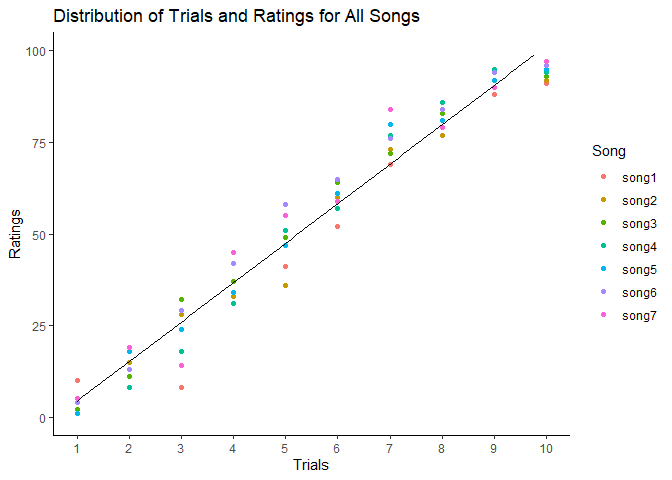 Distribution of Trials and Ratings for All Songs
100
75
50
25
0
Ratings
1 2 3 4 5 6 7 8 9 10
Trials
Song
song1
song2
song3
song4
song5
song6
song7